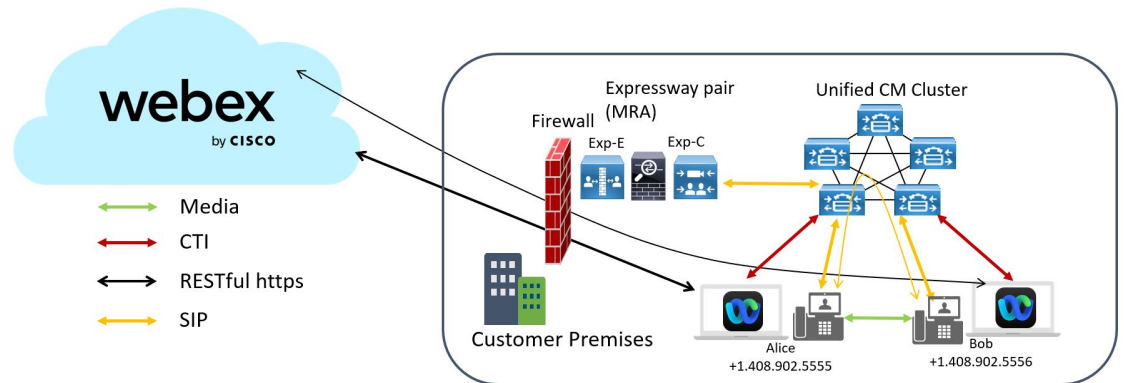 webex
by CISCO
Expressway pair
(MRA)
Unified CM Cluster
Firewall
Exp-E
Exp-C
Media
CTI
RESTful https
SIP
Customer Premises
Alice
+1.408.902.5555
Bob
+1.408.902.5556